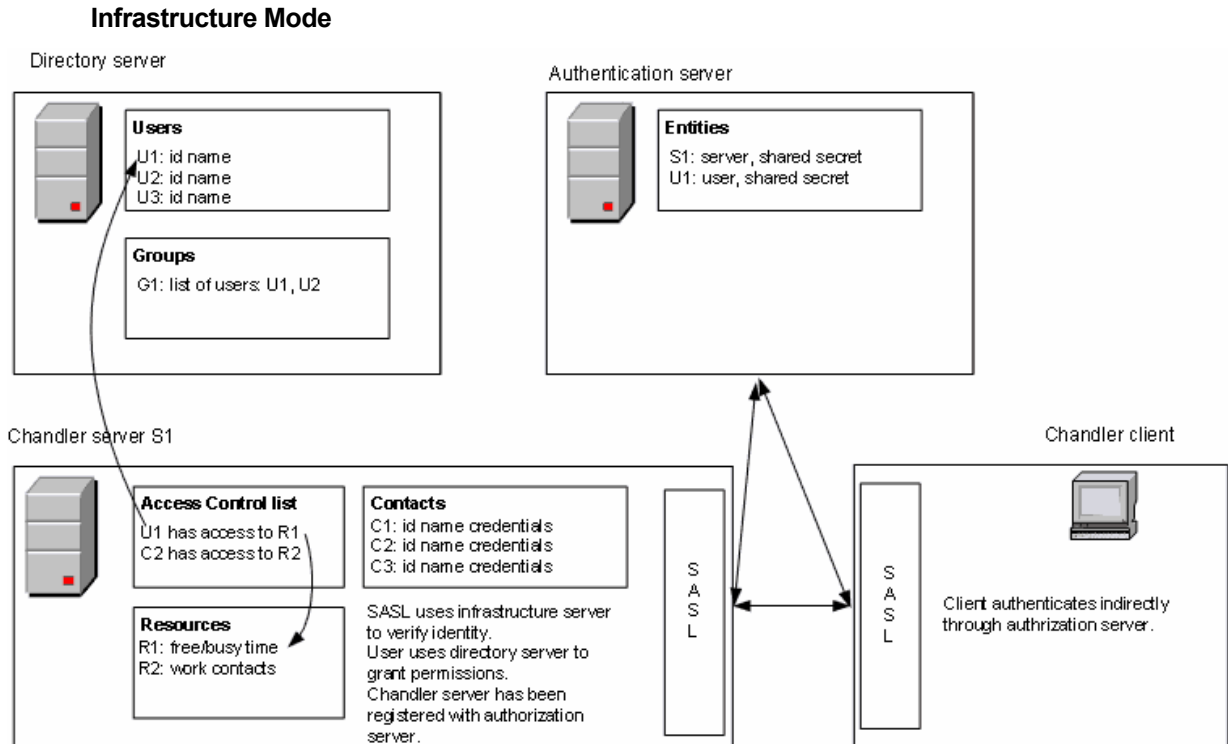 Infrastructure Mode
Directory server
Users
U1: id name
U2: id name
U3: id name
Groups
G1: list of users: U1, U2
Authentication server
Entities
S1: server, shared secret
U1: user, shared secret
Chandler server S1
Access Control list
U1 has access to R1
C2 has access to R2
Resources
R1: free/busy time
R2: work contacts
Contacts
C1: id name credentials
C2: id name credentials
C3: id name credentials
SASL uses infrastructure server
to verify identity.
User uses directory server to
grant permissions.
Chandler server has been
registered with authorization
server.
S
A
S
L
Chandler client
S
A
S
L
Client authenticates indirectly
through authrization server.